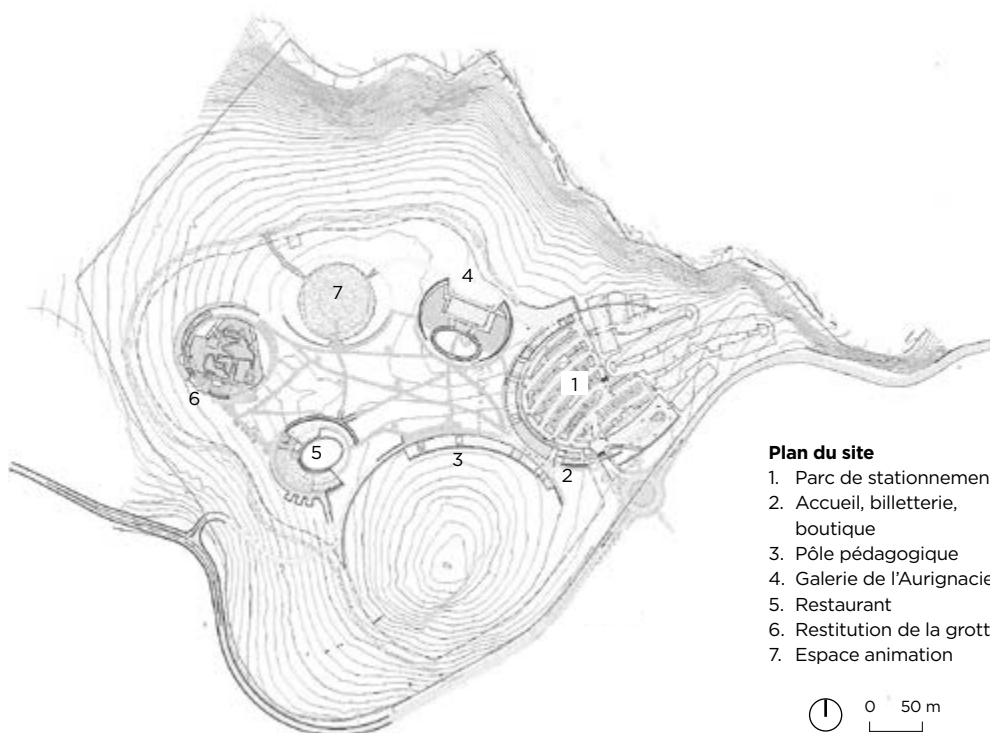 4
7
1
6
5
3
2
Plan du site
1. Parc de stationnemen
2. Accueil, billetterie,
boutique
3. Pôle pédagogique
4. Galerie de l’Aurignacie
5. Restaurant
6. Restitution de la grott
7. Espace animation
0 50 m